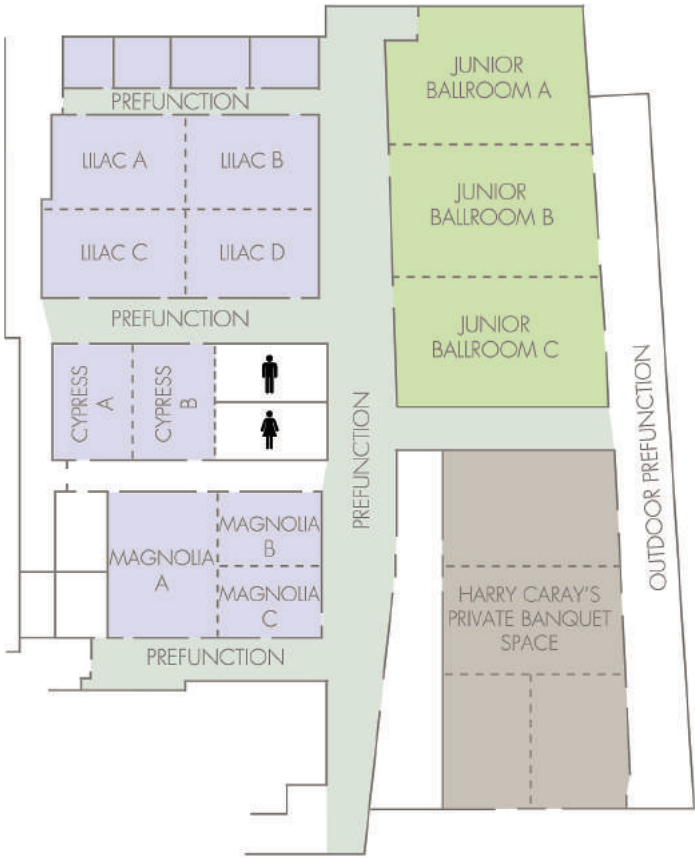 PREFUNCTION
LILAC A
LILAC B
LILAC C
LILAC D
PREFUNCTION
CYPRESS
A
CYPRESS
B
MAGNOLIA
A
MAGNOLIA
B
MAGNOLIA
C
PREFUNCTION
PREFUNCTION
JUNIOR
BALLROOM A
JUNIOR
BALLROOM B
JUNIOR
BALLROOM C
HARRY CARAY'S
PRIVATE BANQUET
SPACE
OUTDOOR PREFUNCTION